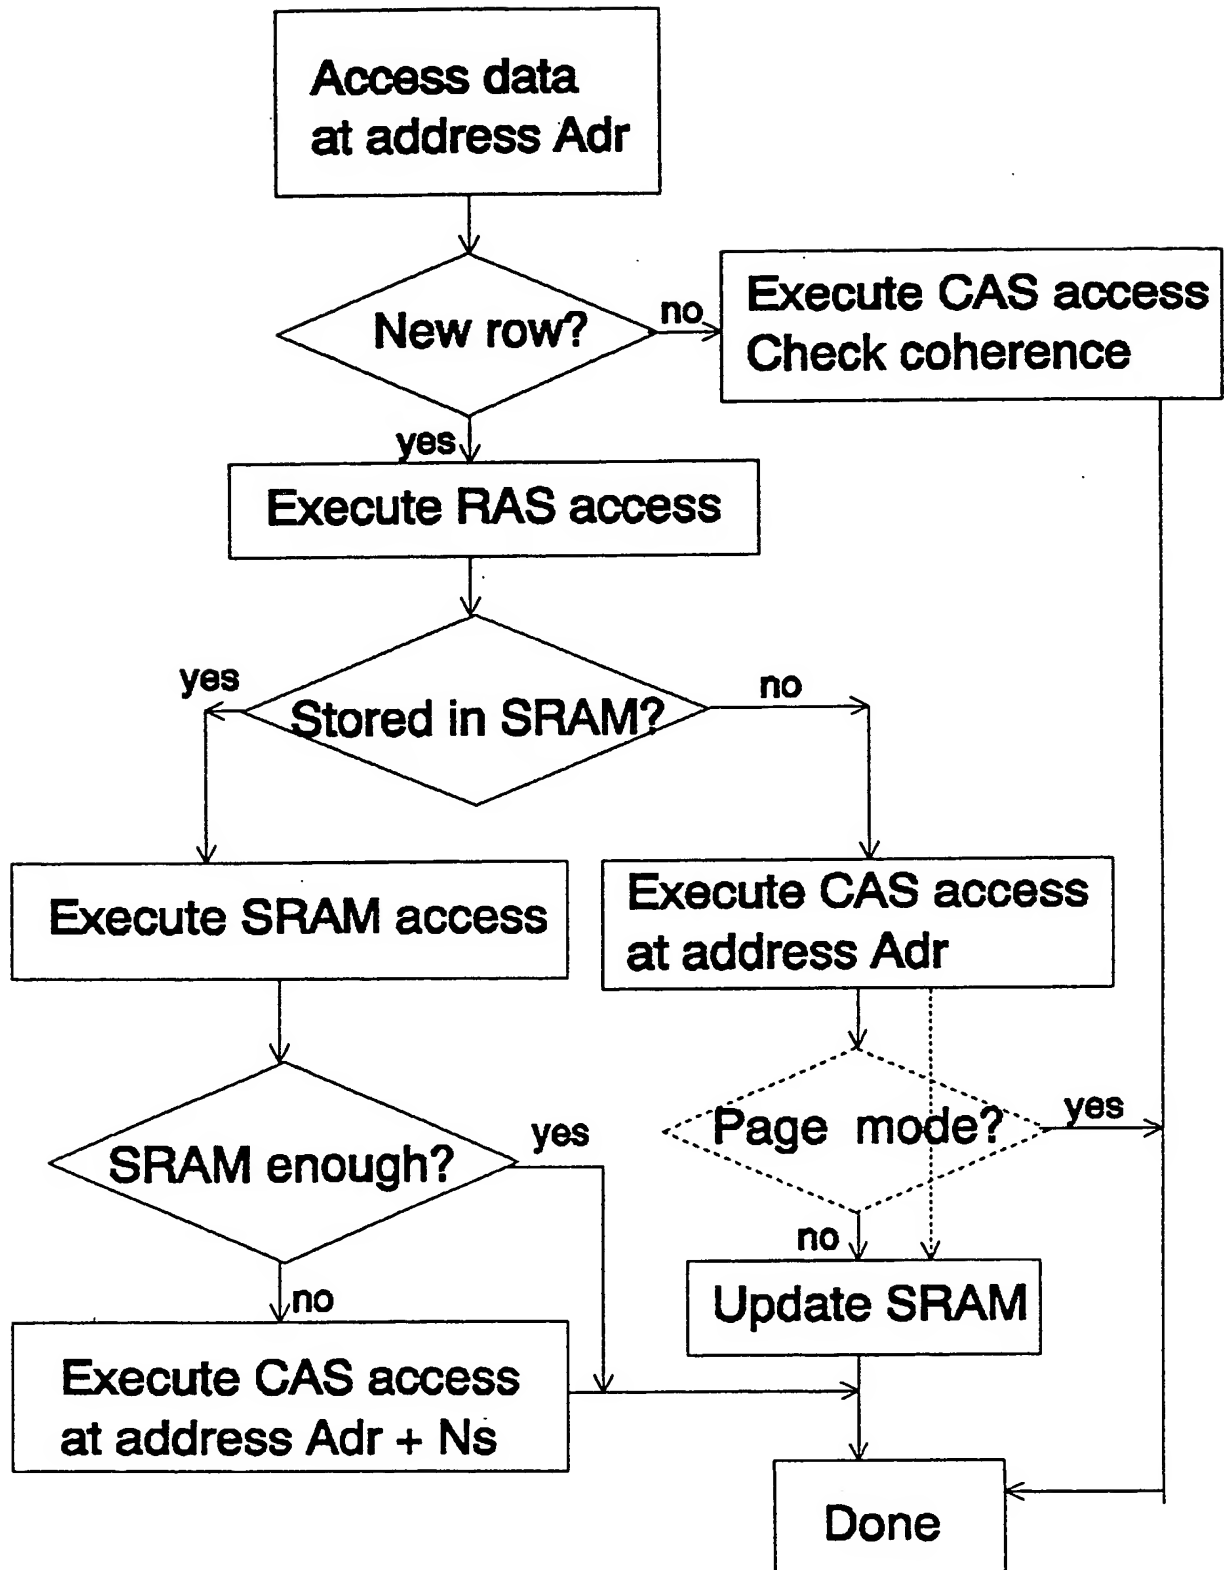 Access data
at address Adr
New row?
no
Execute CAS access
Check coherence
yes
Execute RAS access
yes
Stored in SRAM?
no
Execute SRAM access
Execute CAS access
at address Adr
SRAM enough?
yes
Page mode?
yes
no
Update SRAM
no
Execute CAS access
at address Adr + Ns
Done